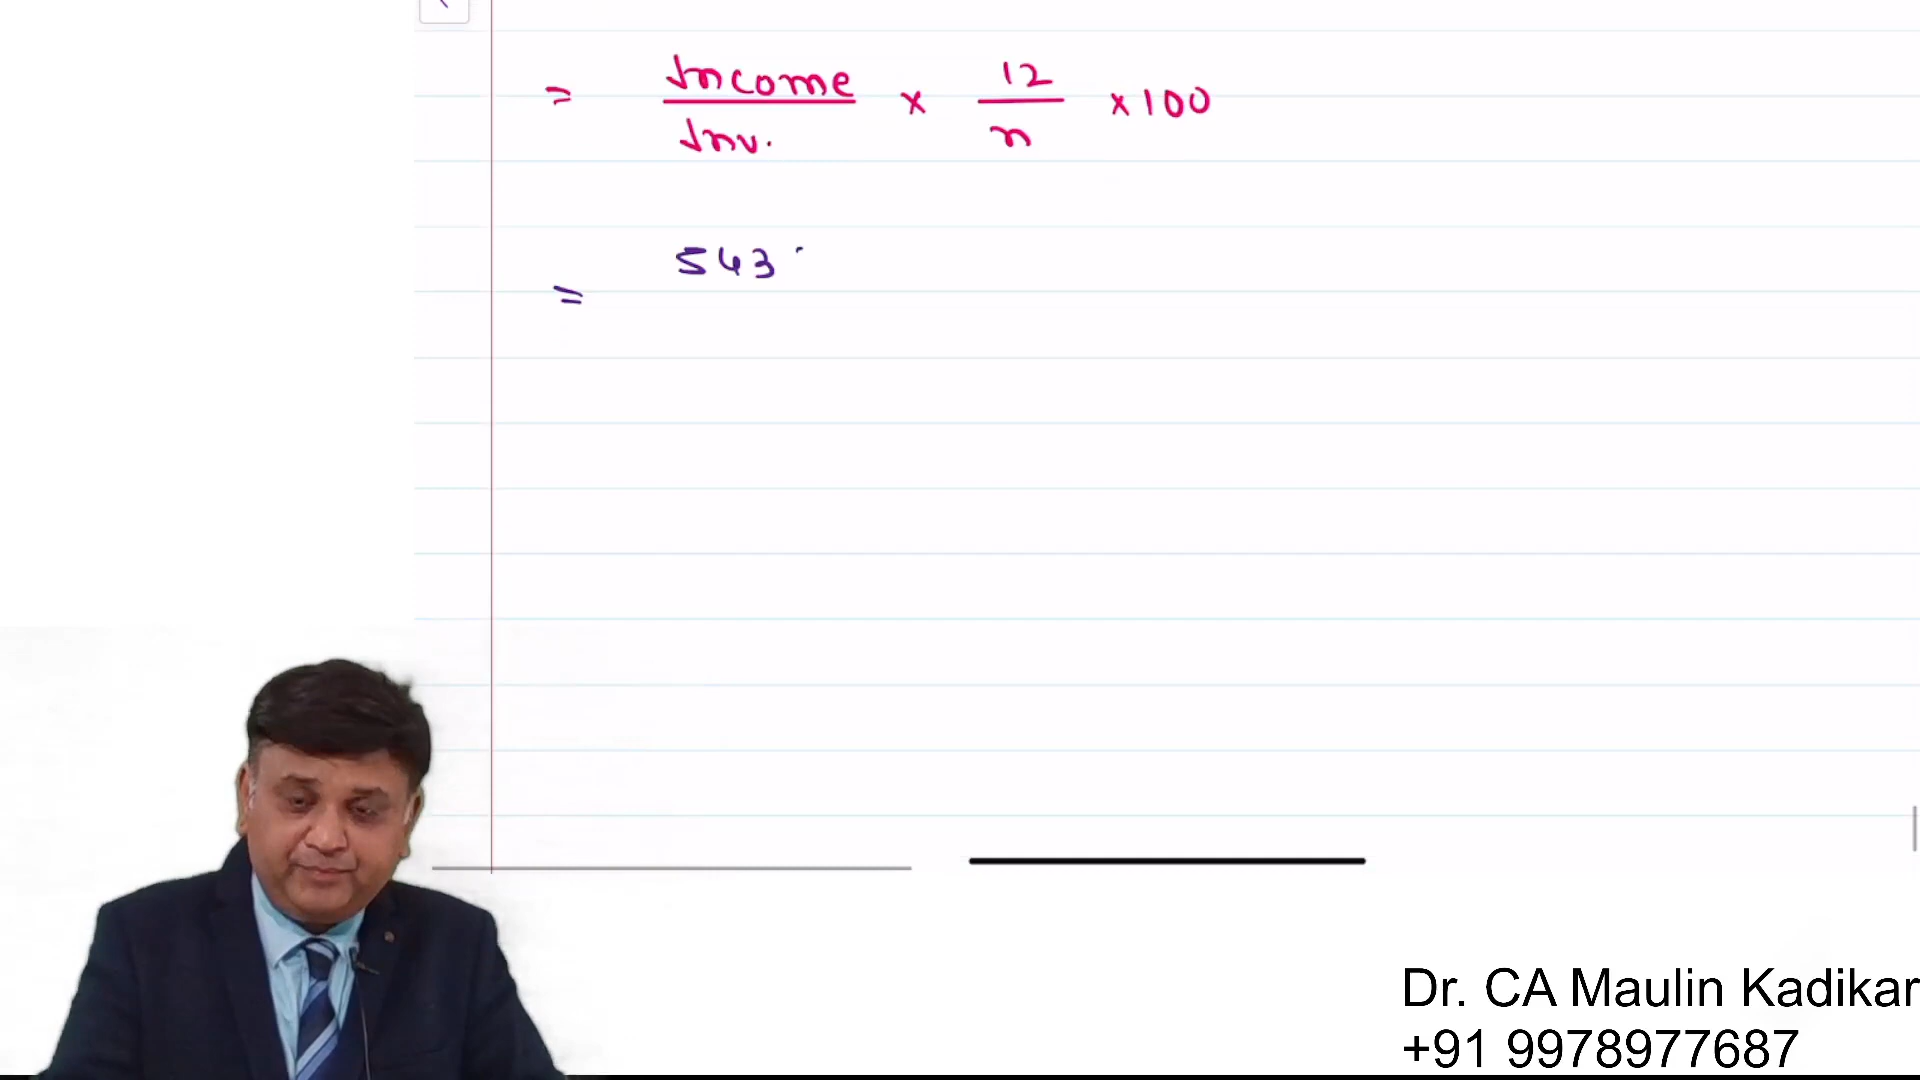 = Income / Inv. × 12 / n × 100
= 543
Dr. CA Maulin Kadikar
+91 9978977687